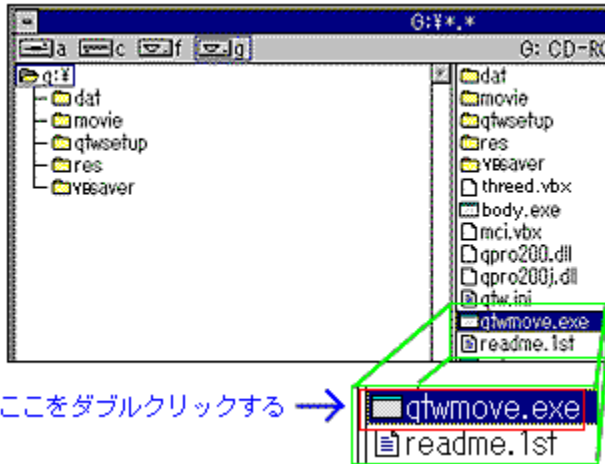 G:¥*.*
a c f g G: CD-RO
g:¥
dat
movie
qtwsetup
res
VBsaver
dat
movie
qtwsetup
res
VBsaver
threed.vbx
body.exe
mci.vbx
qpro200.dll
qpro200j.dll
qtw.ini
qtwmove.exe
readme.1st
ここをダブルクリックする
qtwmove.exe
readme.1st